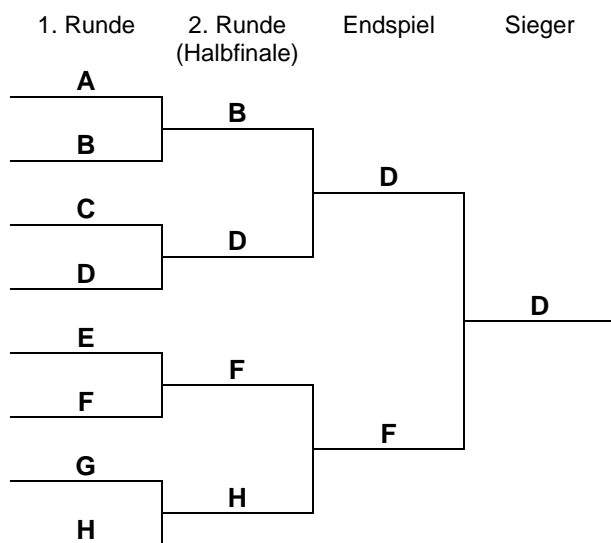 1. Runde 2. Runde Endspiel Sieger
(Halbfinale)
A
B
B
D
C
D
D
D
E
F
F
F
G
H
H